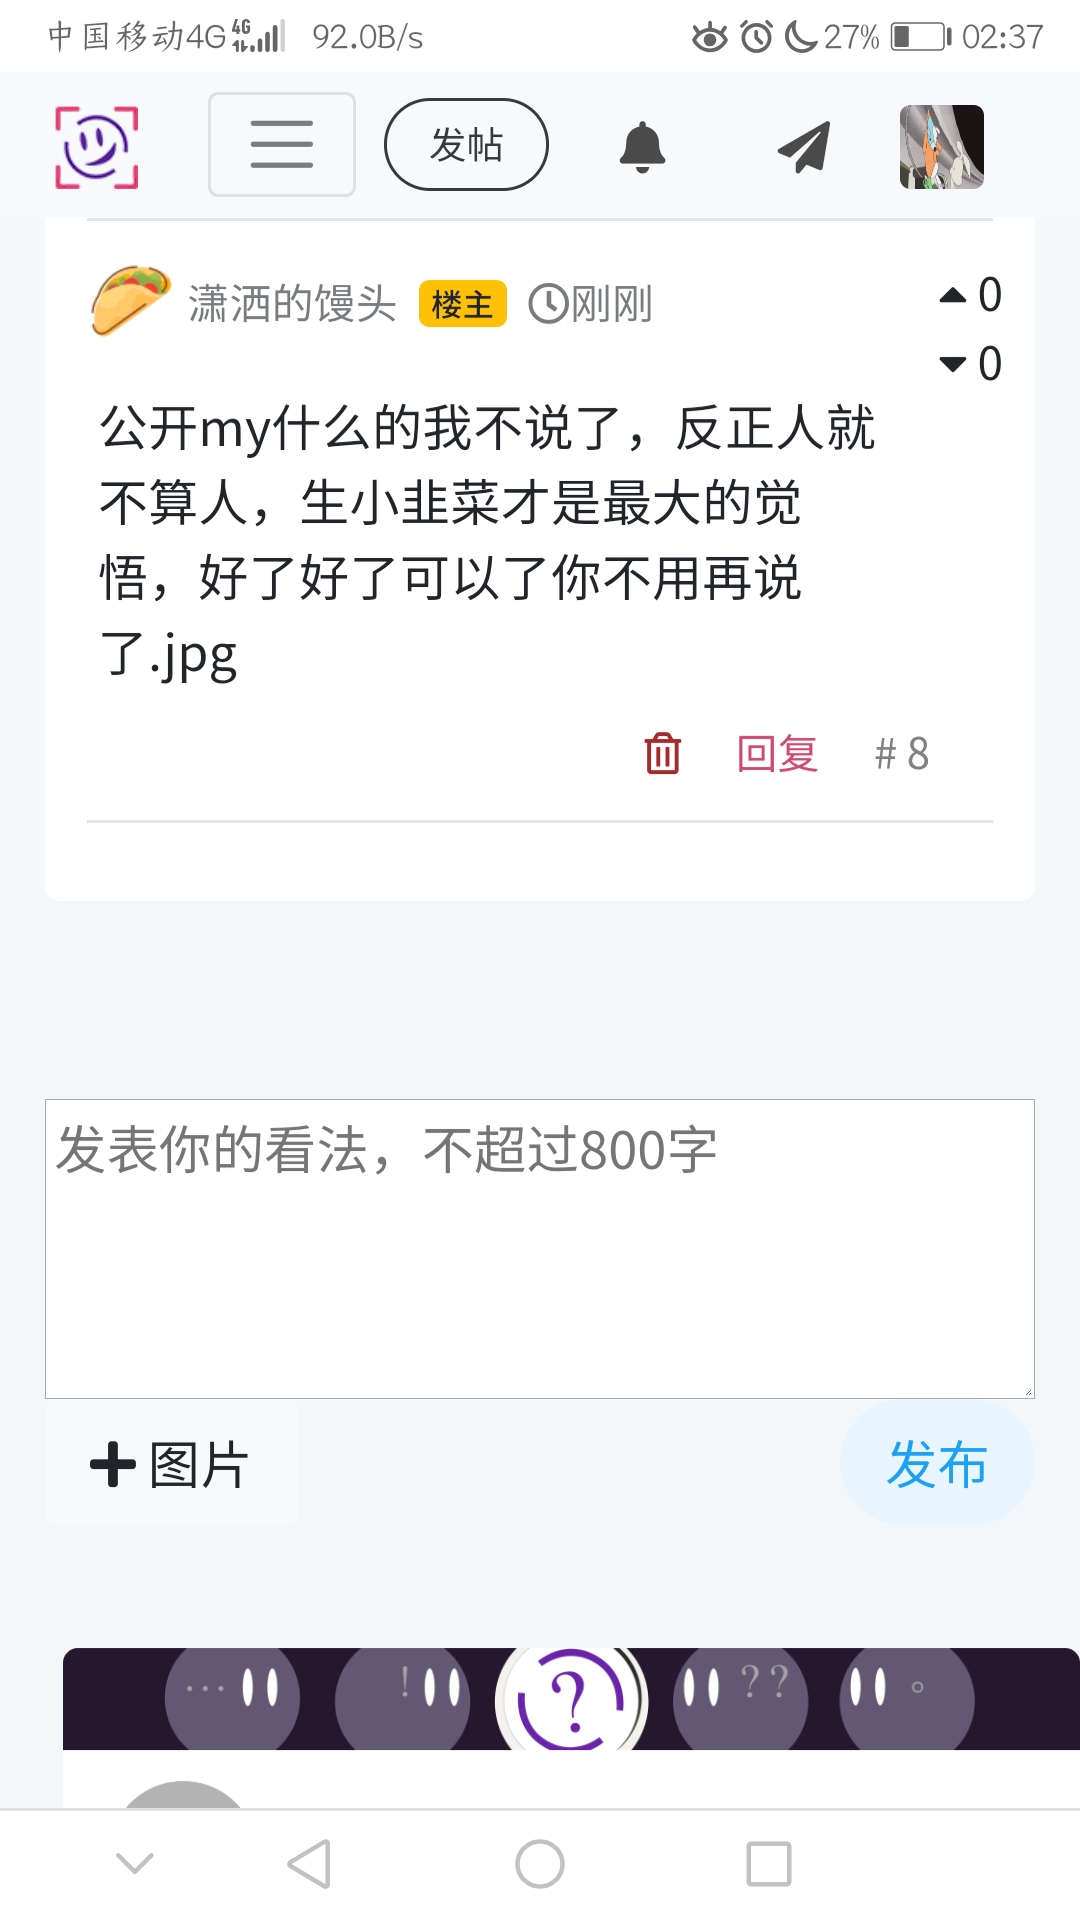 中国移动4G 4G 92.0B/s 27% 02:37
发帖
潇洒的馒头 楼主 刚刚
0
0
公开my什么的我不说了，反正人就
不算人，生小韭菜才是最大的觉
悟，好了好了可以了你不用再说
了.jpg
回复 # 8
发表你的看法，不超过800字
图片 发布
··· ! ? ?? 。